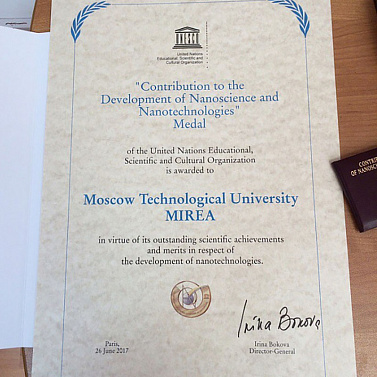 United Nations
Educational, Scientific and
Cultural Organization
"Contribution to the
Development of Nanoscience and
Nanotechnologies"
Medal
of the United Nations Educational,
Scientific and Cultural Organization
is awarded to
Moscow Technological University
MIREA
in virtue of its outstanding scientific achievements
and merits in respect of
the development of nanotechnologies.
Irina Bokova
Paris,
26 June 2017
Irina Bokova
Director-General
CONTRI
OF NANOSC